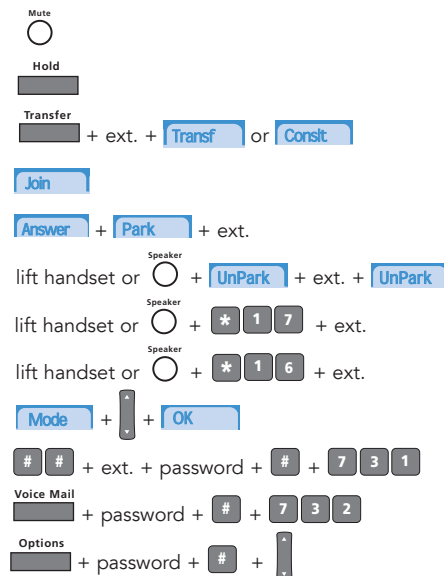 Mute
Hold
Transfer
+ ext. + Transf or Conslt
Join
Answer + Park + ext.
Speaker
lift handset or + UnPark + ext. + UnPark
Speaker
lift handset or + * 1 7 + ext.
Speaker
lift handset or + * 1 6 + ext.
Mode + + OK
# # + ext. + password + # + 7 3 1
Voice Mail
+ password + # + 7 3 2
Options
+ password + # +